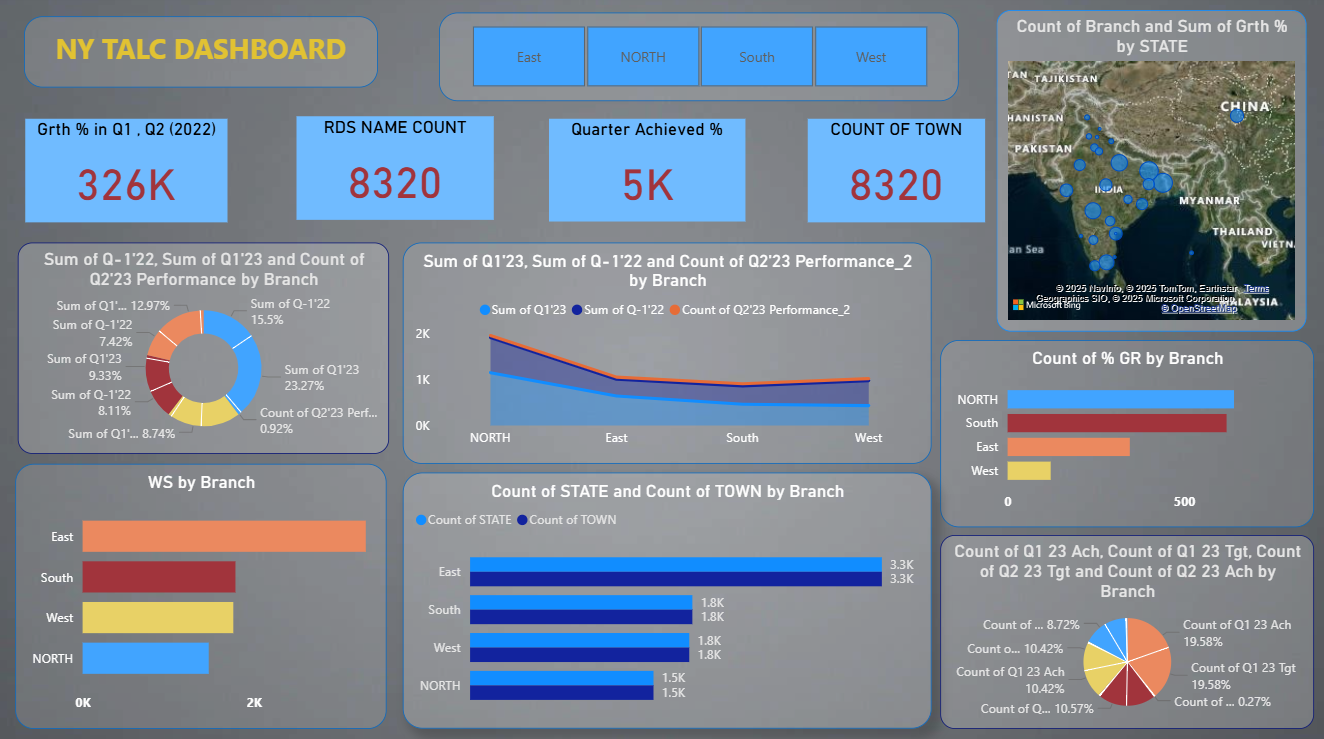 NY TALC DASHBOARD
East
NORTH
South
West
Count of Branch and Sum of Grth %
by STATE
TAJIKISTAN
CHINA
PAKISTAN
INDIA
MYANMAR
THAILAND
© 2025 NavInfo, © 2025 TomTom, Earthstar Terms
Geographics SIO, © 2025 Microsoft Corporation,
Microsoft Bing
© OpenStreetMap
Grth % in Q1 , Q2 (2022)
326K
RDS NAME COUNT
8320
Quarter Achieved %
5K
COUNT OF TOWN
8320
Sum of Q-1'22, Sum of Q1'23 and Count of
Q2'23 Performance by Branch
Sum of Q1'... 12.97%
Sum of Q-1'22
15.5%
Sum of Q-1'22
7.42%
Sum of Q1'23
9.33%
Sum of Q1'23
23.27%
Sum of Q-1'22
8.11%
Count of Q2'23 Perf...
0.92%
Sum of Q1'... 8.74%
Sum of Q1'23, Sum of Q-1'22 and Count of Q2'23 Performance_2
by Branch
Sum of Q1'23 Sum of Q-1'22 Count of Q2'23 Performance_2
2K
1K
0K
NORTH East South West
Count of % GR by Branch
NORTH
South
East
West
0 500
WS by Branch
East
South
West
NORTH
0K 2K
Count of STATE and Count of TOWN by Branch
Count of STATE Count of TOWN
East 3.3K
3.3K
South 1.8K
1.8K
West 1.8K
1.8K
NORTH 1.5K
1.5K
Count of Q1 23 Ach, Count of Q1 23 Tgt, Count
of Q2 23 Tgt and Count of Q2 23 Ach by
Branch
Count of ... 8.72%
Count of Q1 23 Ach
19.58%
Count o... 10.42%
Count of Q1 23 Ach
10.42%
Count of Q1 23 Tgt
19.58%
Count of ... 0.27%
Count of Q... 10.57%